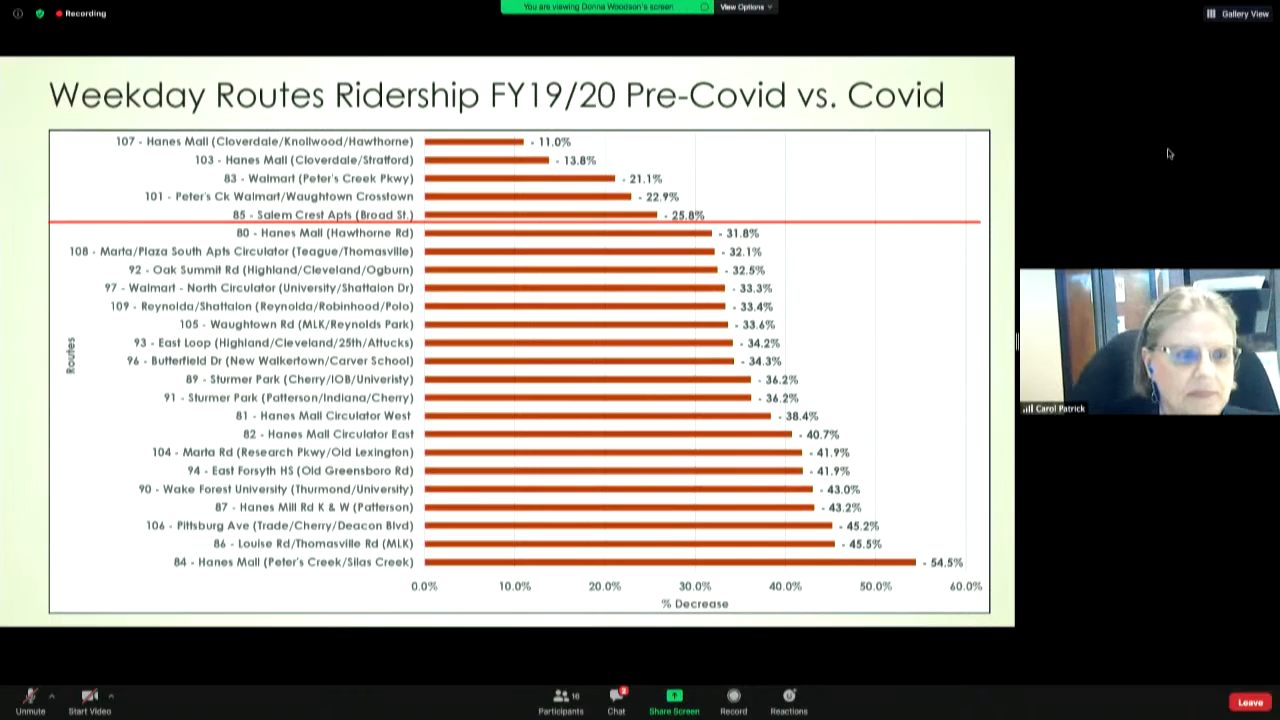 Recording
You are viewing Donna Woodson's screen
View Options
Gallery View
Weekday Routes Ridership FY19/20 Pre-Covid vs. Covid
107 - Hanes Mall (Cloverdale/Knollwood/Hawthorne) - 11.0%
103 - Hanes Mall (Cloverdale/Stratford) - 13.8%
83 - Walmart (Peter's Creek Pkwy) - 21.1%
101 - Peter's Ck Walmart/Waughtown Crosstown - 22.9%
85 - Salem Crest Apts (Broad St.) - 25.8%
80 - Hanes Mall (Hawthorne Rd) - 31.8%
108 - Marta/Plaza South Apts Circulator (Teague/Thomasville) - 32.1%
92 - Oak Summit Rd (Highland/Cleveland/Ogburn) - 32.5%
97 - Walmart - North Circulator (University/Shattalon Dr) - 33.3%
109 - Reynolda/Shattalon (Reynolda/Robinhood/Polo) - 33.4%
105 - Waughtown Rd (MLK/Reynolds Park) - 33.6%
93 - East Loop (Highland/Cleveland/25th/Attucks) - 34.2%
96 - Butterfield Dr (New Walkertown/Carver School) - 34.3%
89 - Sturmer Park (Cherry/IOB/Univeristy) - 36.2%
91 - Sturmer Park (Patterson/Indiana/Cherry) - 36.2%
81 - Hanes Mall Circulator West - 38.4%
82 - Hanes Mall Circulator East - 40.7%
104 - Marta Rd (Research Pkwy/Old Lexington) - 41.9%
94 - East Forsyth HS (Old Greensboro Rd) - 41.9%
90 - Wake Forest University (Thurmond/University) - 43.0%
87 - Hanes Mill Rd K & W (Patterson) - 43.2%
106 - Pittsburg Ave (Trade/Cherry/Deacon Blvd) - 45.2%
86 - Louise Rd/Thomasville Rd (MLK) - 45.5%
84 - Hanes Mall (Peter's Creek/Silas Creek) - 54.5%
Routes
0.0% 10.0% 20.0% 30.0% 40.0% 50.0% 60.0%
% Decrease
Carol Patrick
Unmute
Start Video
16
Participants
Chat
Share Screen
Record
Reactions
Leave